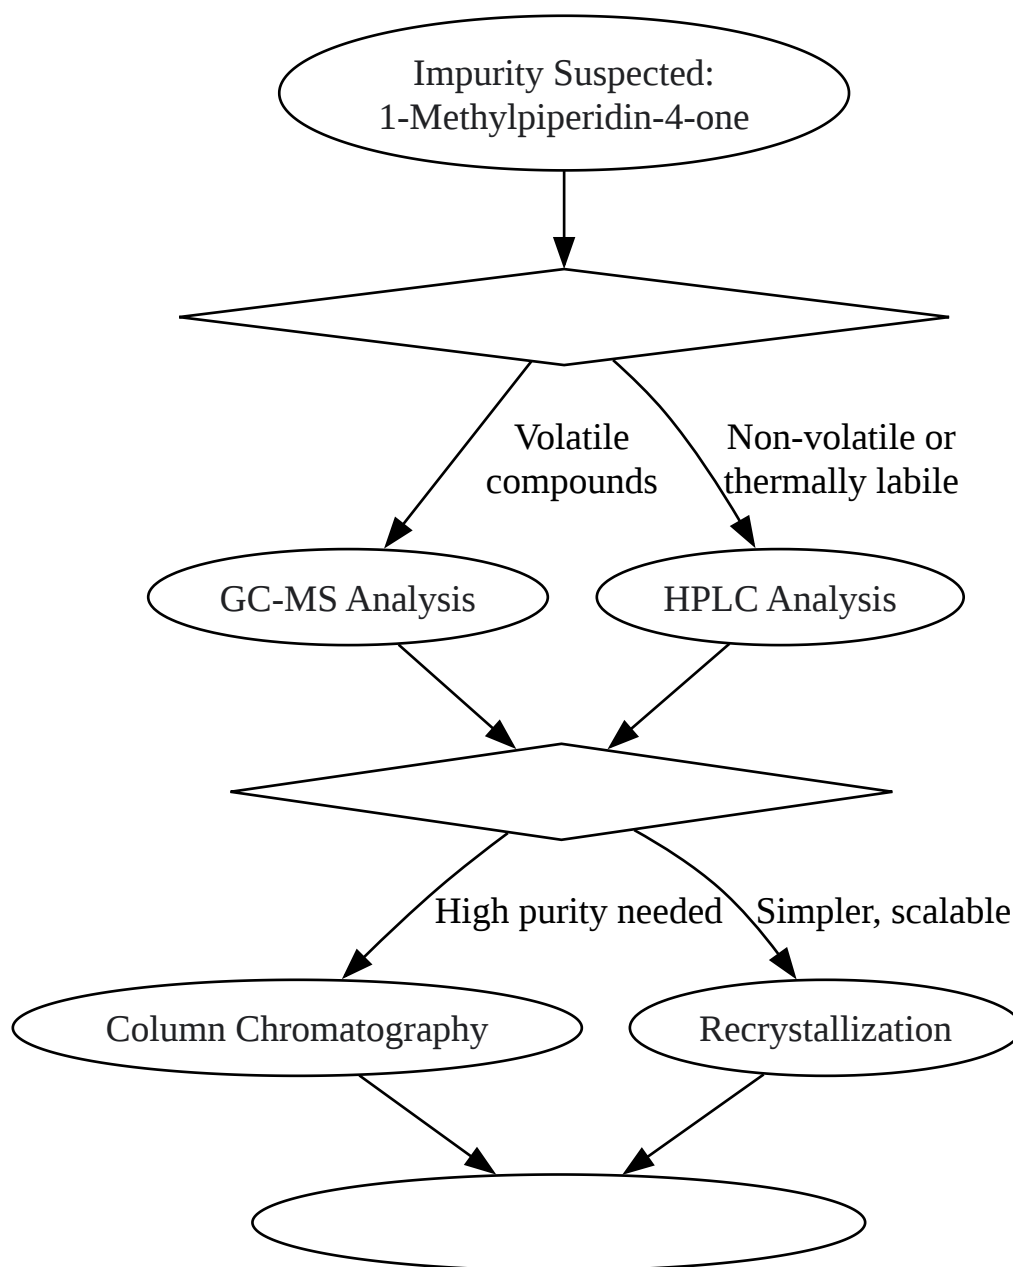 Impurity Suspected:
1-Methylpiperidin-4-one
Volatile
compounds
Non-volatile or
thermally labile
GC-MS Analysis
HPLC Analysis
High purity needed
Simpler, scalable
Column Chromatography
Recrystallization